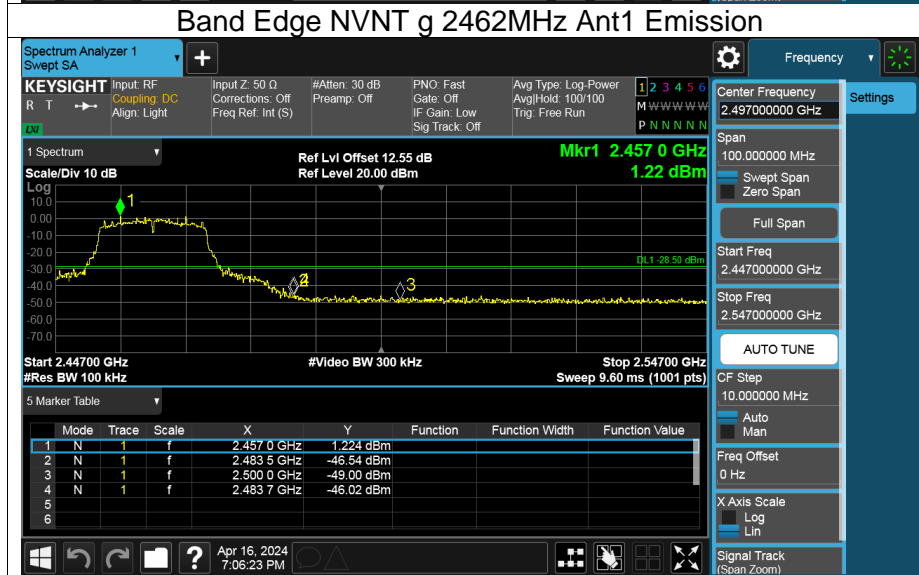 (Span Zoom)
Band Edge NVNT g 2462MHz Ant1 Emission
Spectrum Analyzer 1
Swept SA
+
Frequency
KEYSIGHT
R T
LXI
Input: RF
Coupling: DC
Align: Light
Input Z: 50 Ω
Corrections: Off
Freq Ref: Int (S)
#Atten: 30 dB
Preamp: Off
PNO: Fast
Gate: Off
IF Gain: Low
Sig Track: Off
Avg Type: Log-Power
Avg|Hold: 100/100
Trig: Free Run
1 2 3 4 5 6
M W W W W W
P N N N N N
1 Spectrum
Scale/Div 10 dB
Ref Lvl Offset 12.55 dB
Ref Level 20.00 dBm
Mkr1 2.457 0 GHz
1.22 dBm
Log
10.0
0.00
-10.0
-20.0
-30.0
-40.0
-50.0
-60.0
-70.0
1
2
3
DL1 -28.50 dBm
Start 2.44700 GHz
#Res BW 100 kHz
#Video BW 300 kHz
Stop 2.54700 GHz
Sweep 9.60 ms (1001 pts)
5 Marker Table
Mode Trace Scale X Y Function Function Width Function Value
1 N 1 f 2.457 0 GHz 1.224 dBm
2 N 1 f 2.483 5 GHz -46.54 dBm
3 N 1 f 2.500 0 GHz -49.00 dBm
4 N 1 f 2.483 7 GHz -46.02 dBm
5
6
?
Apr 16, 2024
7:06:23 PM
Center Frequency
2.497000000 GHz
Settings
Span
100.000000 MHz
Swept Span
Zero Span
Full Span
Start Freq
2.447000000 GHz
Stop Freq
2.547000000 GHz
AUTO TUNE
CF Step
10.000000 MHz
Auto
Man
Freq Offset
0 Hz
X Axis Scale
Log
Lin
Signal Track
(Span Zoom)